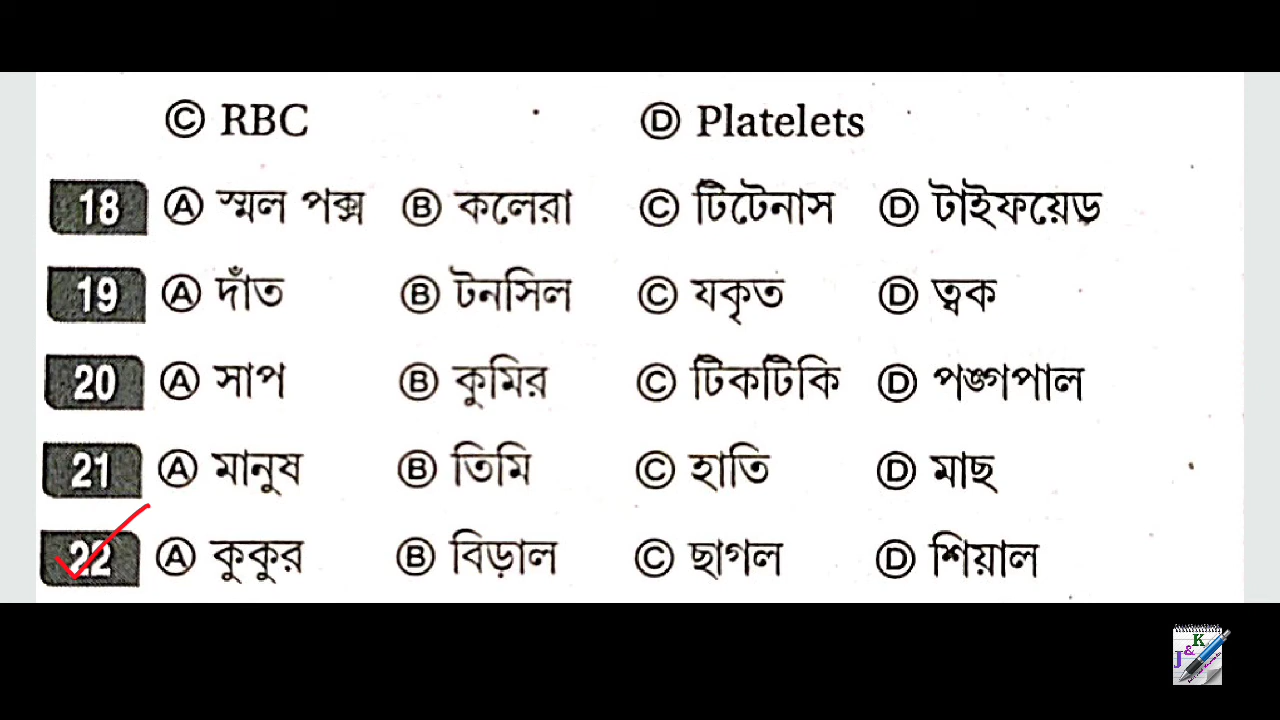 Ⓒ RBC Ⓓ Platelets
18 Ⓐ স্মল পক্স Ⓑ কলেরা Ⓒ টিটেনাস Ⓓ টাইফয়েড
19 Ⓐ দাঁত Ⓑ টনসিল Ⓒ যকৃত Ⓓ ত্বক
20 Ⓐ সাপ Ⓑ কুমির Ⓒ টিকটিকি Ⓓ পঙ্গপাল
21 Ⓐ মানুষ Ⓑ তিমি Ⓒ হাতি Ⓓ মাছ
22 Ⓐ কুকুর Ⓑ বিড়াল Ⓒ ছাগল Ⓓ শিয়াল
J&K